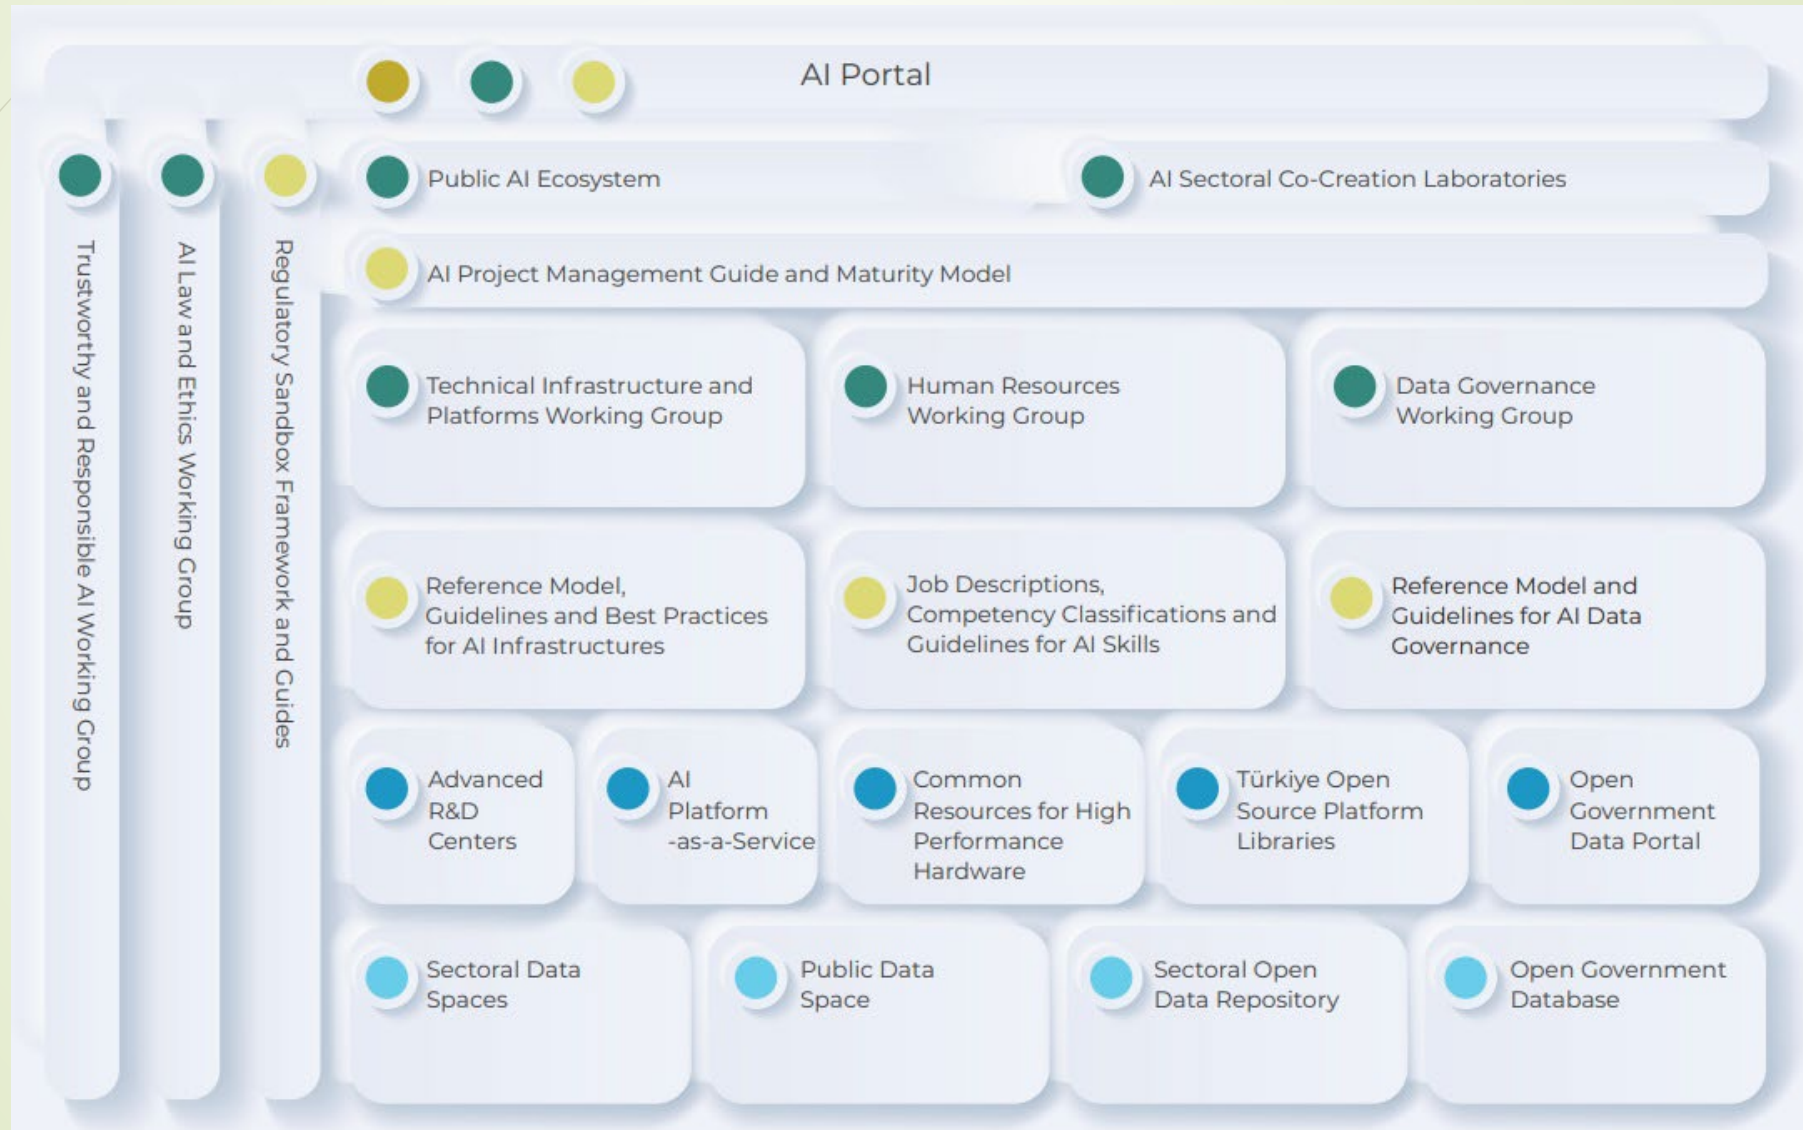 AI Portal
Trustworthy and Responsible AI Working Group
AI Law and Ethics Working Group
Regulatory Sandbox Framework and Guides
Public AI Ecosystem
AI Sectoral Co-Creation Laboratories
AI Project Management Guide and Maturity Model
Technical Infrastructure and
Platforms Working Group
Human Resources
Working Group
Data Governance
Working Group
Reference Model,
Guidelines and Best Practices
for AI Infrastructures
Job Descriptions,
Competency Classifications and
Guidelines for AI Skills
Reference Model and
Guidelines for AI Data
Governance
Advanced
R&D
Centers
AI
Platform
-as-a-Service
Common
Resources for High
Performance
Hardware
Türkiye Open
Source Platform
Libraries
Open
Government
Data Portal
Sectoral Data
Spaces
Public Data
Space
Sectoral Open
Data Repository
Open Government
Database